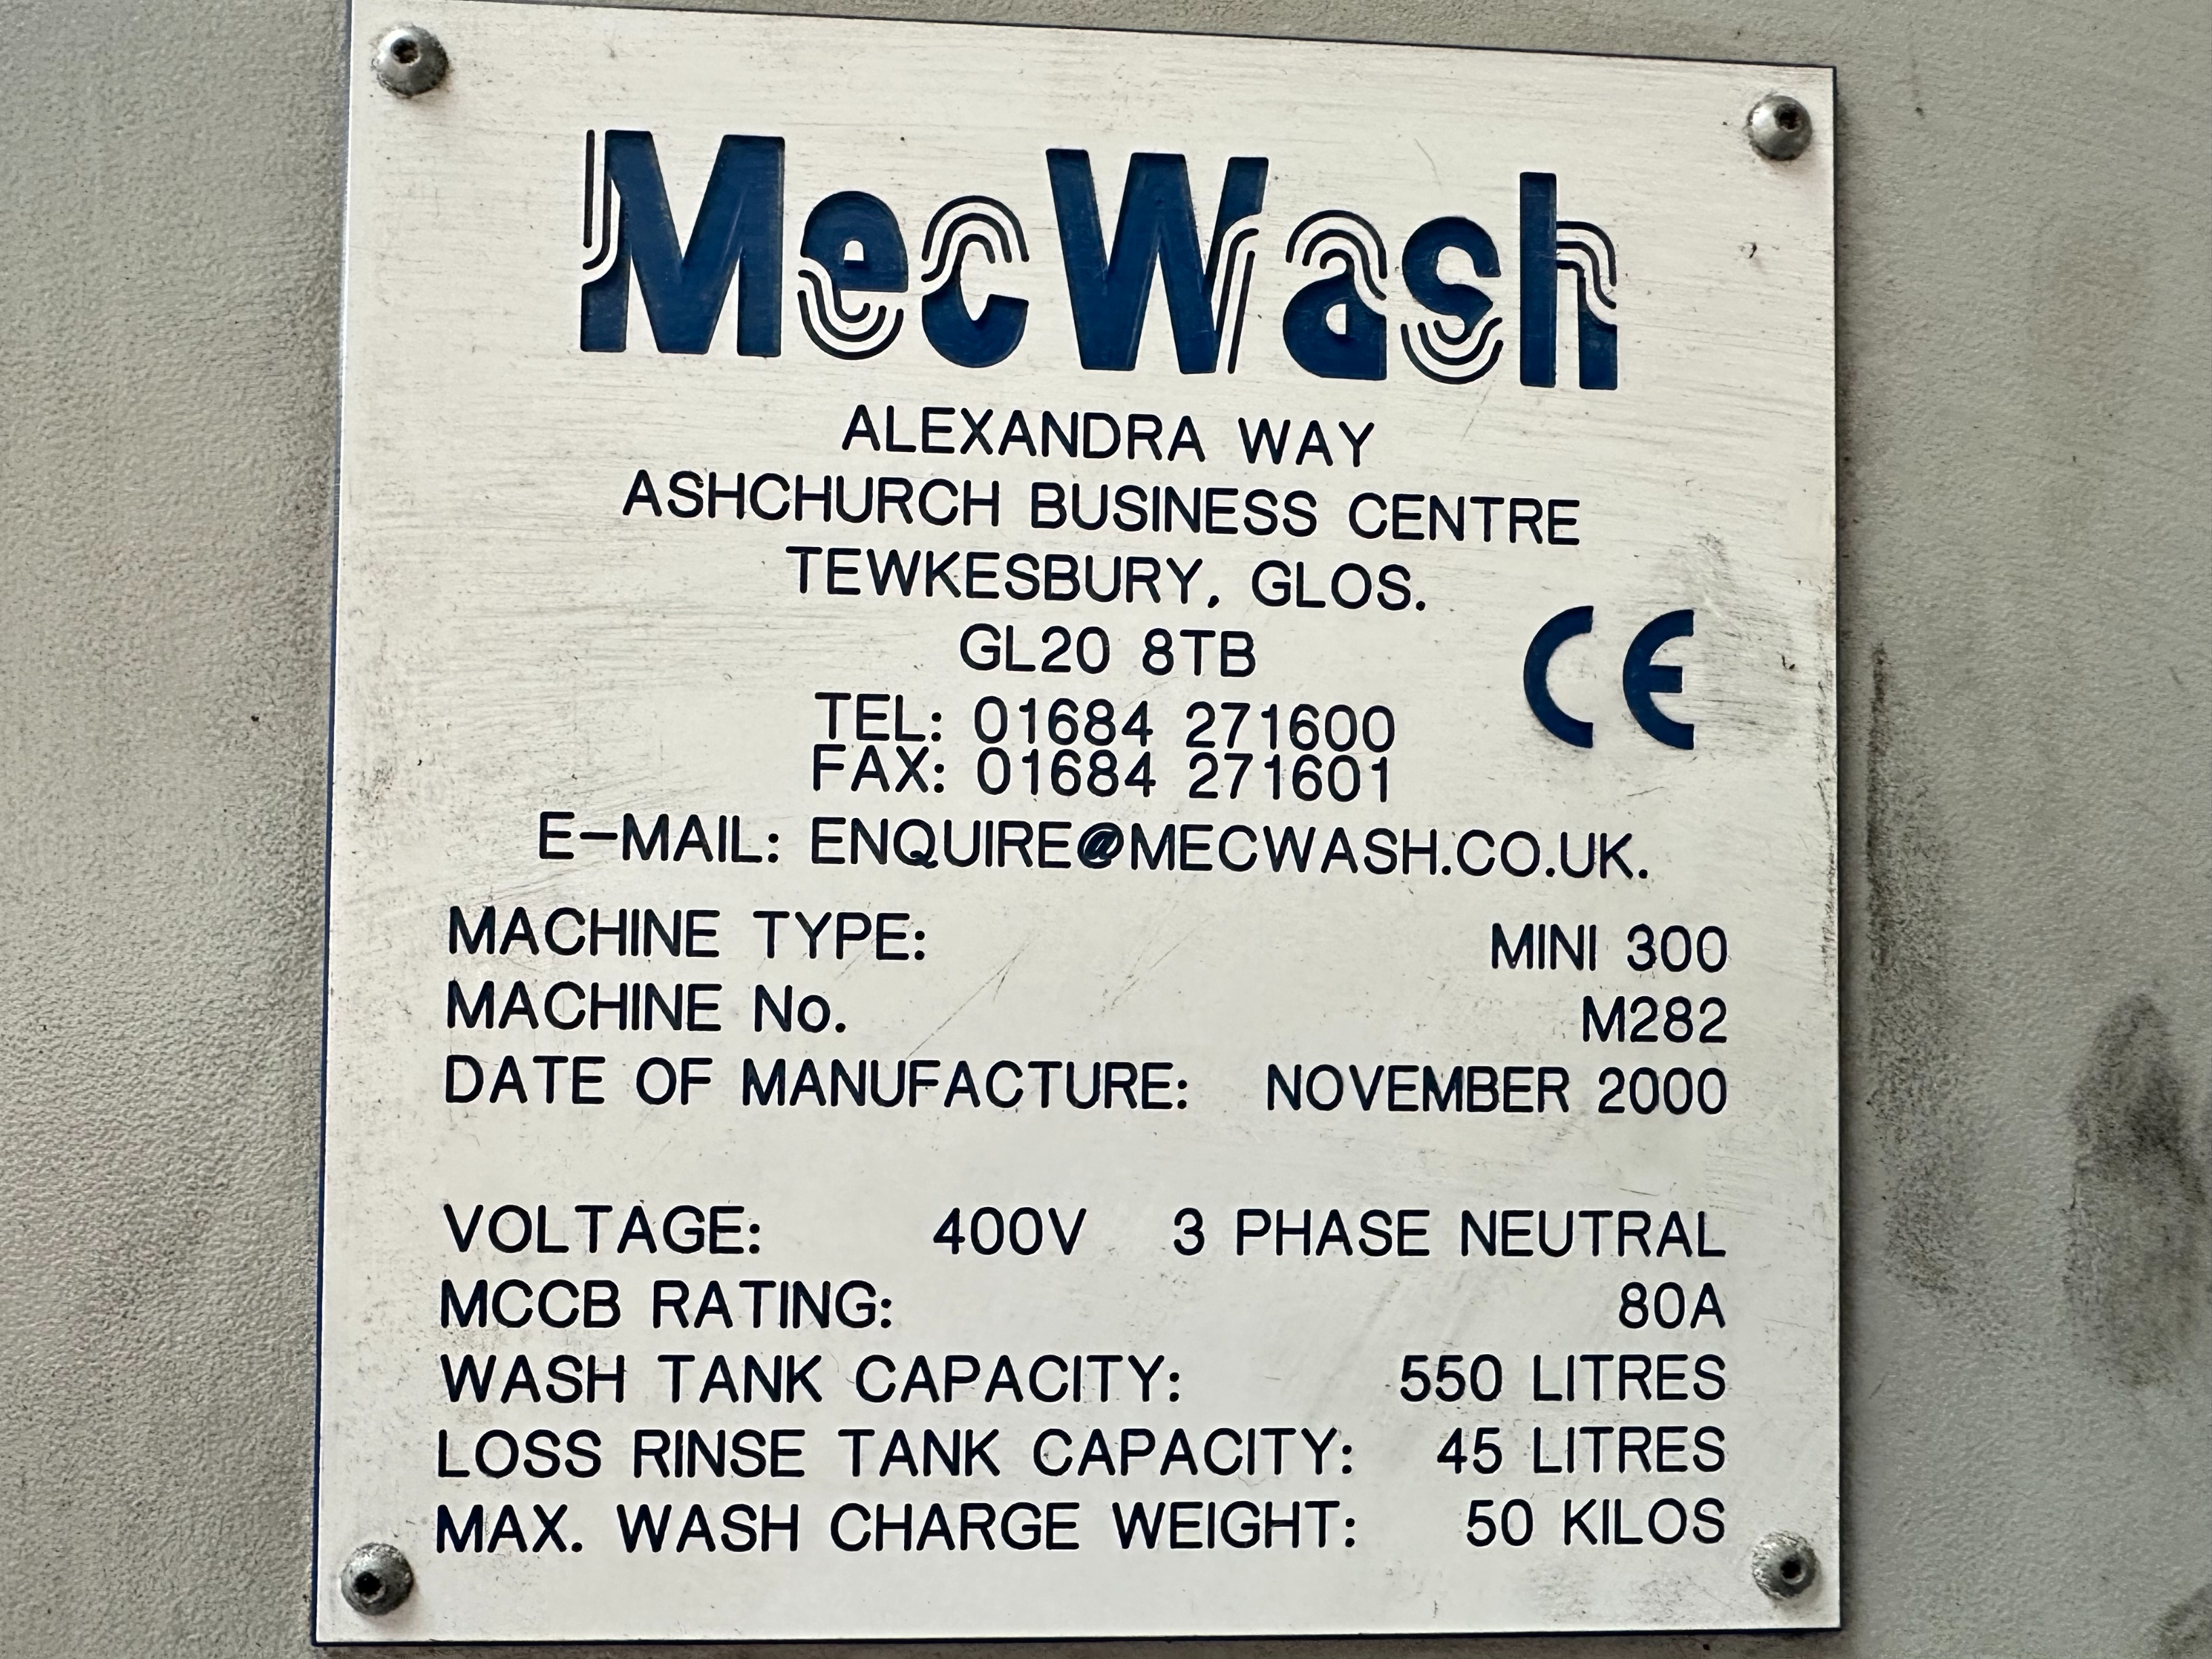 MecWash
ALEXANDRA WAY
ASHCHURCH BUSINESS CENTRE
TEWKESBURY, GLOS.
GL20 8TB
CE
TEL: 01684 271600
FAX: 01684 271601
E-MAIL: ENQUIRE@MECWASH.CO.UK.
MACHINE TYPE: MINI 300
MACHINE No. M282
DATE OF MANUFACTURE: NOVEMBER 2000
VOLTAGE: 400V 3 PHASE NEUTRAL
MCCB RATING: 80A
WASH TANK CAPACITY: 550 LITRES
LOSS RINSE TANK CAPACITY: 45 LITRES
MAX. WASH CHARGE WEIGHT: 50 KILOS